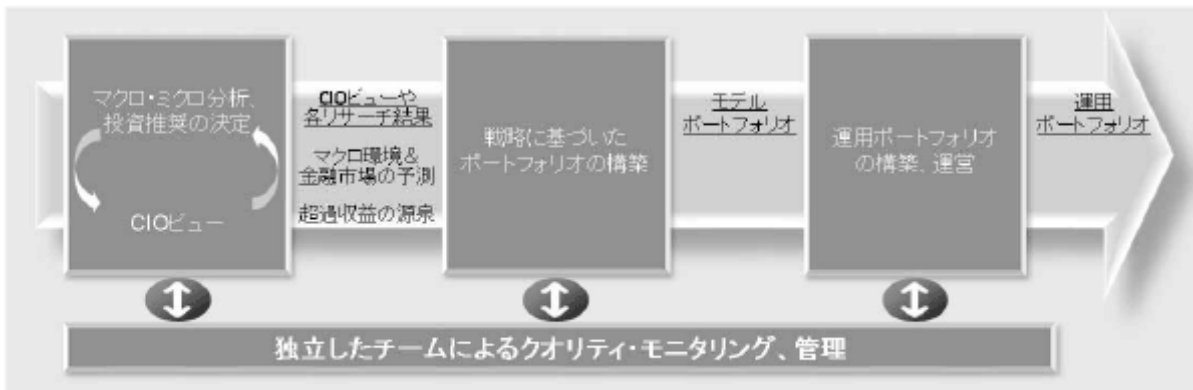 マクロ・ミクロ分析、
投資推奨の決定
CIOビュー
CIOビューや
各リサーチ結果
マクロ環境＆
金融市場の予測
超過収益の源泉
戦略に基づいた
ポートフォリオの構築
モデル
ポートフォリオ
運用ポートフォリオ
の構築、運営
運用
ポートフォリオ
独立したチームによるクオリティ・モニタリング、管理